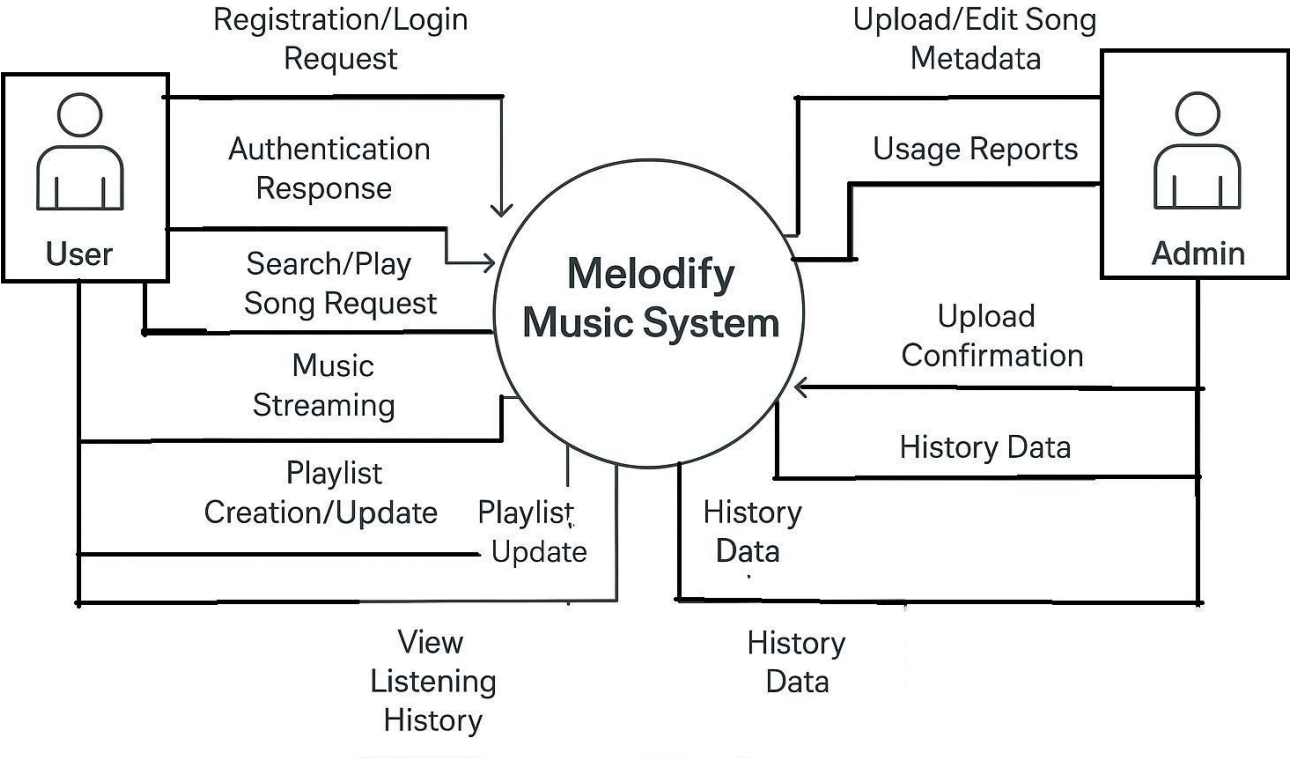 Registration/Login
Request
Upload/Edit Song
Metadata
Authentication
Response
Usage Reports
User
Admin
Search/Play
Song Request
Melodify
Music System
Upload
Confirmation
Music
Streaming
History Data
Playlist
Creation/Update
Playlist
Update
History
Data
View
Listening
History
History
Data